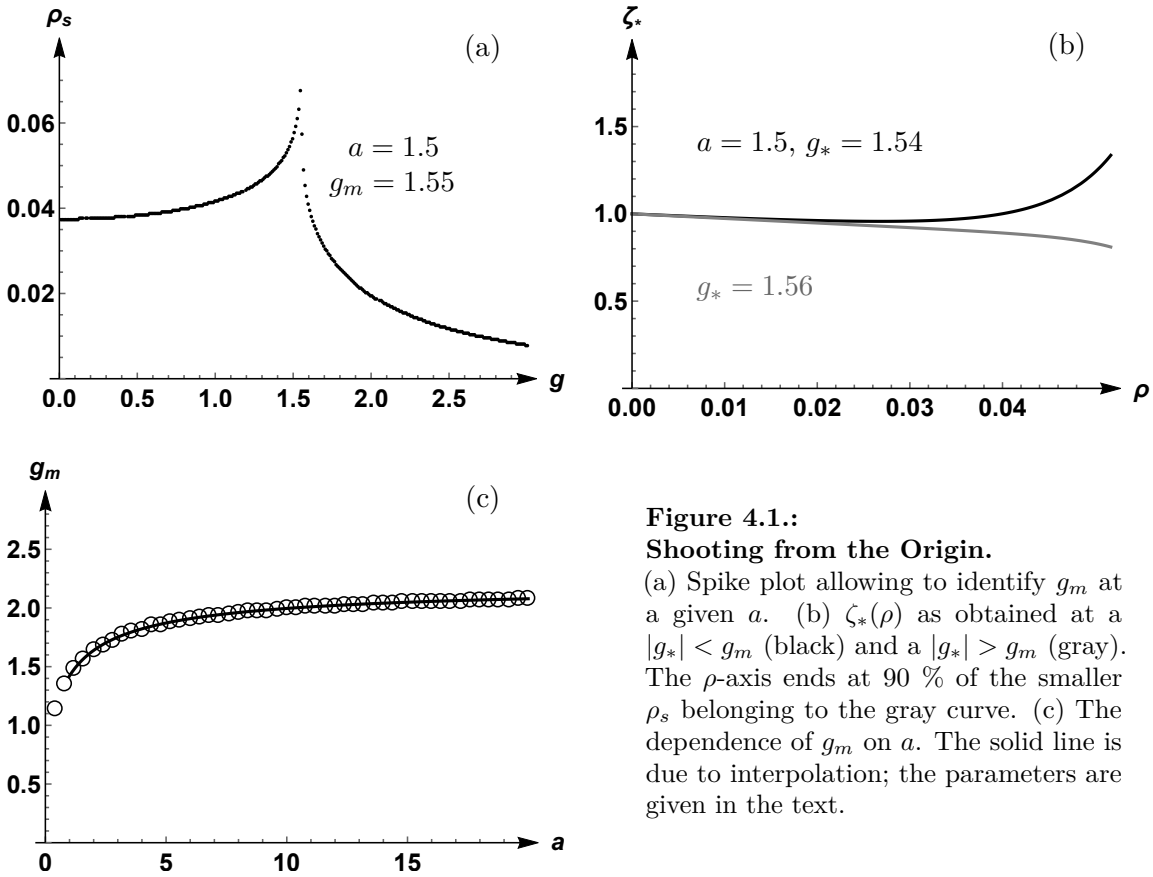 ρs
(a)
0.06
0.04
0.02
a = 1.5
gm = 1.55
0.0 0.5 1.0 1.5 2.0 2.5 g
ζ*
(b)
1.5
1.0
0.5
a = 1.5, g∗ = 1.54
g∗ = 1.56
0.00 0.01 0.02 0.03 0.04 ρ
gm
(c)
2.5
2.0
1.5
1.0
0.5
0 5 10 15 a
Figure 4.1.:
Shooting from the Origin.
(a) Spike plot allowing to identify gm at
a given a. (b) ζ∗(ρ) as obtained at a
|g∗| < gm (black) and a |g∗| > gm (gray).
The ρ-axis ends at 90 % of the smaller
ρs belonging to the gray curve. (c) The
dependence of gm on a. The solid line is
due to interpolation; the parameters are
given in the text.